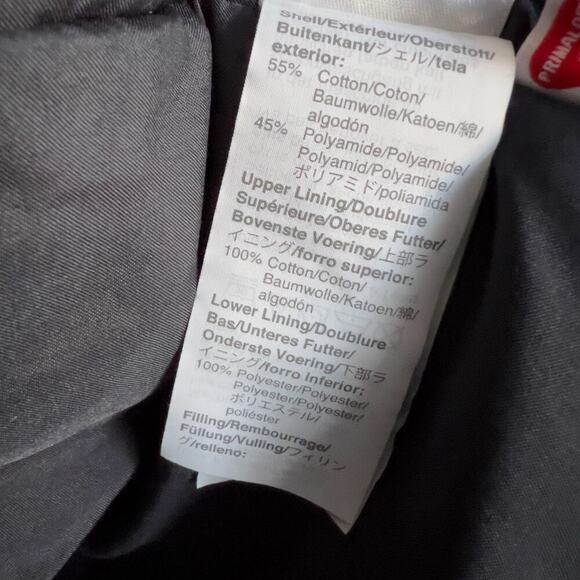 Shell/Extérieur/Oberstoff/
Buitenkant/シェル/tela
exterior:
55% Cotton/Coton/
Baumwolle/Katoen/綿/
algodón
45% Polyamide/Polyamide/
Polyamid/Polyamide/
ポリアミド/poliamida
Upper Lining/Doublure
Supérieure/Oberes Futter/
Bovenste Voering/上部ラ
イニング/forro superior:
100% Cotton/Coton/
Baumwolle/Katoen/綿/
algodón
Lower Lining/Doublure
Bas/Unteres Futter/
Onderste Voering/下部ラ
イニング/forro inferior:
100% Polyester/Polyester/
Polyester/Polyester/
ポリエステル/
poliéster
Filling/Rembourrage/
Füllung/Vulling/フィリン
グ/relleno:
PRIMAL